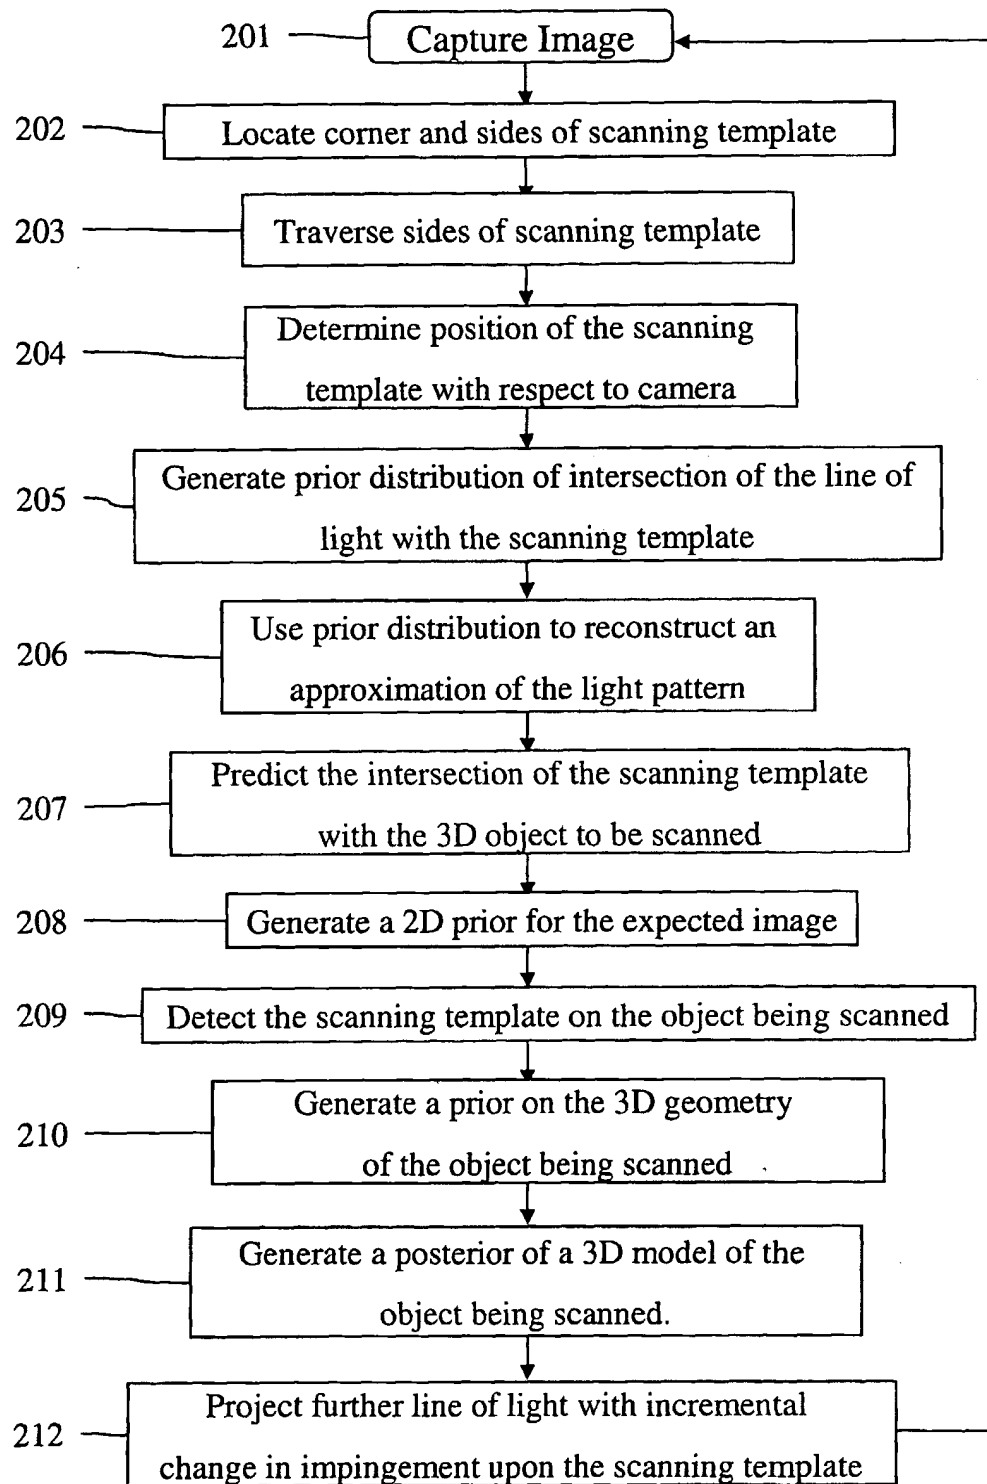 201 Capture Image
202 Locate corner and sides of scanning template
203 Traverse sides of scanning template
Determine position of the scanning
204
template with respect to camera
Generate prior distribution of intersection of the line of
205
light with the scanning template
Use prior distribution to reconstruct an
206
approximation of the light pattern
Predict the intersection of the scanning template
207
with the 3D object to be scanned
208 Generate a 2D prior for the expected image
209 Detect the scanning template on the object being scanned
Generate a prior on the 3D geometry
210
of the object being scanned
Generate a posterior of a 3D model of the
211
object being scanned.
Project further line of light with incremental
212
change in impingement upon the scanning template